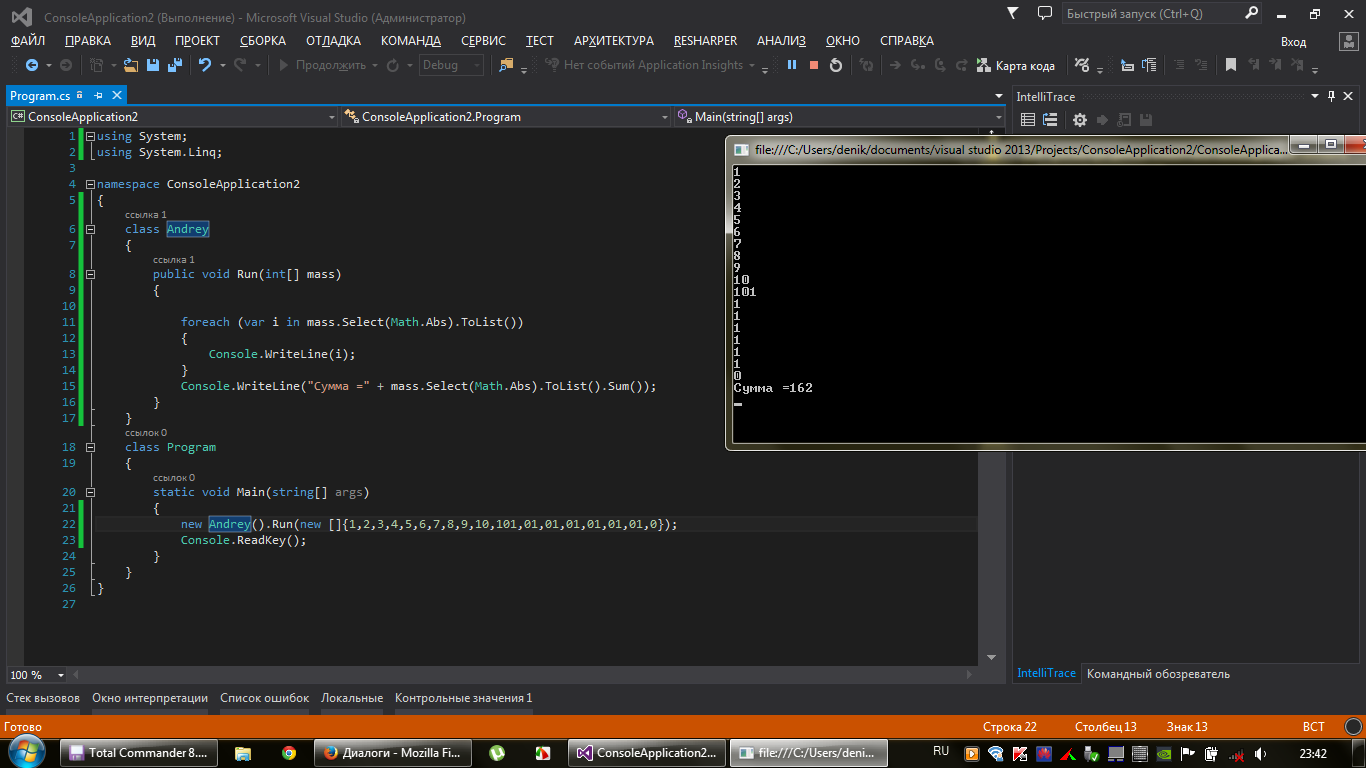 ConsoleApplication2 (Выполнение) - Microsoft Visual Studio (Администратор)
Быстрый запуск (Ctrl+Q)
ФАЙЛ ПРАВКА ВИД ПРОЕКТ СБОРКА ОТЛАДКА КОМАНДА СЕРВИС ТЕСТ АРХИТЕКТУРА RESHARPER АНАЛИЗ ОКНО СПРАВКА
Вход
Продолжить Debug Нет событий Application Insights Карта кода
Program.cs
ConsoleApplication2 ConsoleApplication2.Program Main(string[] args)
1 using System;
2 using System.Linq;
3
4 namespace ConsoleApplication2
5 {
ссылка 1
6 class Andrey
7 {
ссылка 1
8 public void Run(int[] mass)
9 {
10
11 foreach (var i in mass.Select(Math.Abs).ToList())
12 {
13 Console.WriteLine(i);
14 }
15 Console.WriteLine("Сумма =" + mass.Select(Math.Abs).ToList().Sum());
16 }
17 }
ссылок 0
18 class Program
19 {
ссылок 0
20 static void Main(string[] args)
21 {
22 new Andrey().Run(new []{1,2,3,4,5,6,7,8,9,10,101,01,01,01,01,01,01,0});
23 Console.ReadKey();
24 }
25 }
26 }
27
100 %
IntelliTrace
file:///C:/Users/denik/documents/visual studio 2013/Projects/ConsoleApplication2/ConsoleApplica...
1
2
3
4
5
6
7
8
9
10
101
1
1
1
1
1
1
0
Сумма =162
IntelliTrace Командный обозреватель
Стек вызовов Окно интерпретации Список ошибок Локальные Контрольные значения 1
Готово Строка 22 Столбец 13 Знак 13 ВСТ
Total Commander 8.... Диалоги - Mozilla Fi... ConsoleApplication2... file:///C:/Users/deni... RU 23:42